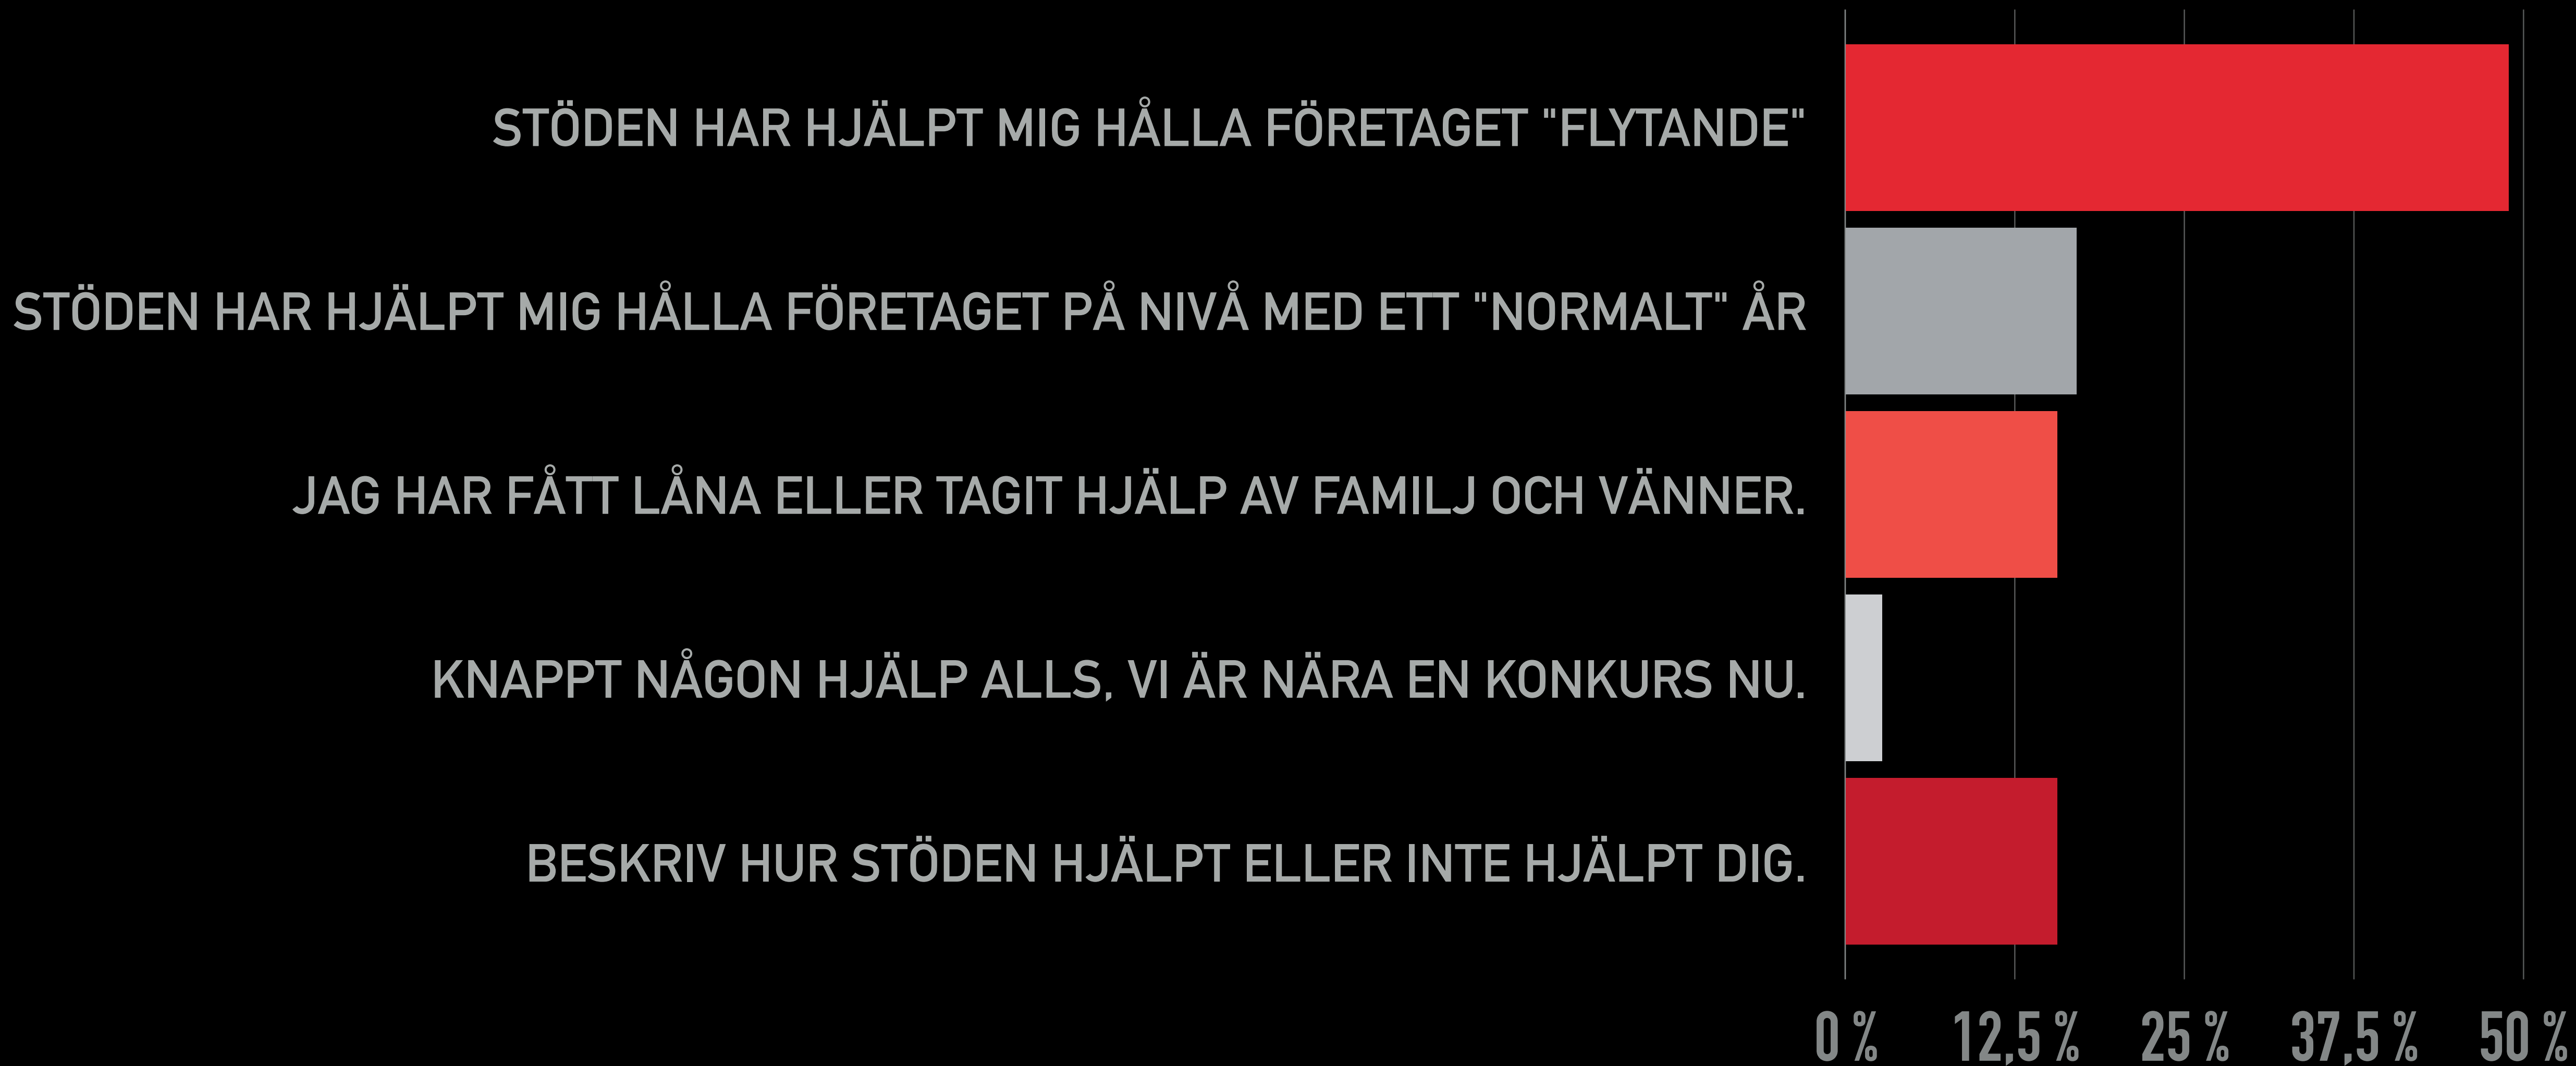 STÖDEN HAR HJÄLPT MIG HÅLLA FÖRETAGET "FLYTANDE"
STÖDEN HAR HJÄLPT MIG HÅLLA FÖRETAGET PÅ NIVÅ MED ETT "NORMALT" ÅR
JAG HAR FÅTT LÅNA ELLER TAGIT HJÄLP AV FAMILJ OCH VÄNNER.
KNAPPT NÅGON HJÄLP ALLS, VI ÄR NÄRA EN KONKURS NU.
BESKRIV HUR STÖDEN HJÄLPT ELLER INTE HJÄLPT DIG.
0 % 12,5 % 25 % 37,5 % 50 %